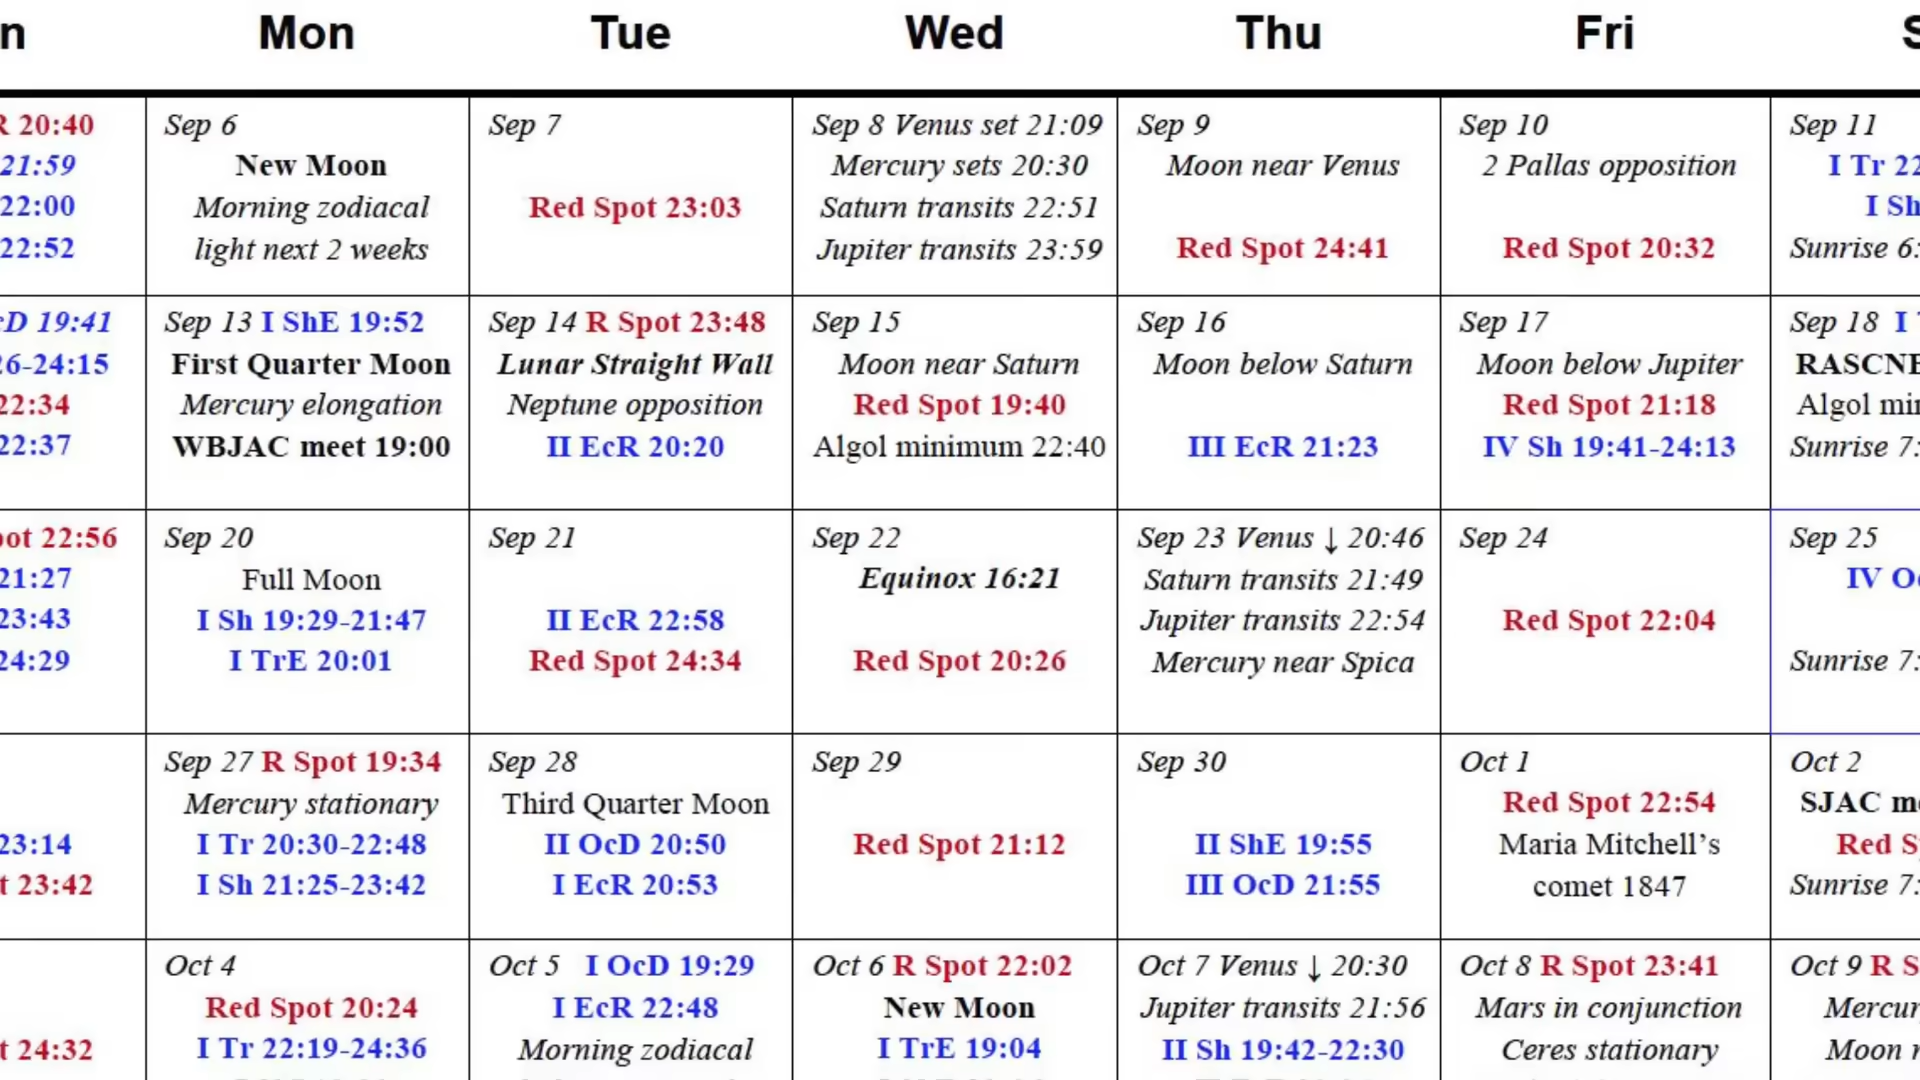 n Mon Tue Wed Thu Fri S
R 20:40
21:59
22:00
22:52
Sep 6
New Moon
Morning zodiacal
light next 2 weeks
Sep 7
Red Spot 23:03
Sep 8 Venus set 21:09
Mercury sets 20:30
Saturn transits 22:51
Jupiter transits 23:59
Sep 9
Moon near Venus
Red Spot 24:41
Sep 10
2 Pallas opposition
Red Spot 20:32
Sep 11
I Tr 22
I Sh
Sunrise 6:
cD 19:41
26-24:15
22:34
22:37
Sep 13 I ShE 19:52
First Quarter Moon
Mercury elongation
WBJAC meet 19:00
Sep 14 R Spot 23:48
Lunar Straight Wall
Neptune opposition
II EcR 20:20
Sep 15
Moon near Saturn
Red Spot 19:40
Algol minimum 22:40
Sep 16
Moon below Saturn
III EcR 21:23
Sep 17
Moon below Jupiter
Red Spot 21:18
IV Sh 19:41-24:13
Sep 18 I
RASCNB
Algol min
Sunrise 7:
pot 22:56
21:27
23:43
24:29
Sep 20
Full Moon
I Sh 19:29-21:47
I TrE 20:01
Sep 21
II EcR 22:58
Red Spot 24:34
Sep 22
Equinox 16:21
Red Spot 20:26
Sep 23 Venus ↓ 20:46
Saturn transits 21:49
Jupiter transits 22:54
Mercury near Spica
Sep 24
Red Spot 22:04
Sep 25
IV Oc
Sunrise 7:
23:14
t 23:42
Sep 27 R Spot 19:34
Mercury stationary
I Tr 20:30-22:48
I Sh 21:25-23:42
Sep 28
Third Quarter Moon
II OcD 20:50
I EcR 20:53
Sep 29
Red Spot 21:12
Sep 30
II ShE 19:55
III OcD 21:55
Oct 1
Red Spot 22:54
Maria Mitchell's
comet 1847
Oct 2
SJAC me
Red Sp
Sunrise 7:
t 24:32
Oct 4
Red Spot 20:24
I Tr 22:19-24:36
Oct 5 I OcD 19:29
I EcR 22:48
Morning zodiacal
Oct 6 R Spot 22:02
New Moon
I TrE 19:04
Oct 7 Venus ↓ 20:30
Jupiter transits 21:56
II Sh 19:42-22:30
Oct 8 R Spot 23:41
Mars in conjunction
Ceres stationary
Oct 9 R S
Mercur
Moon n